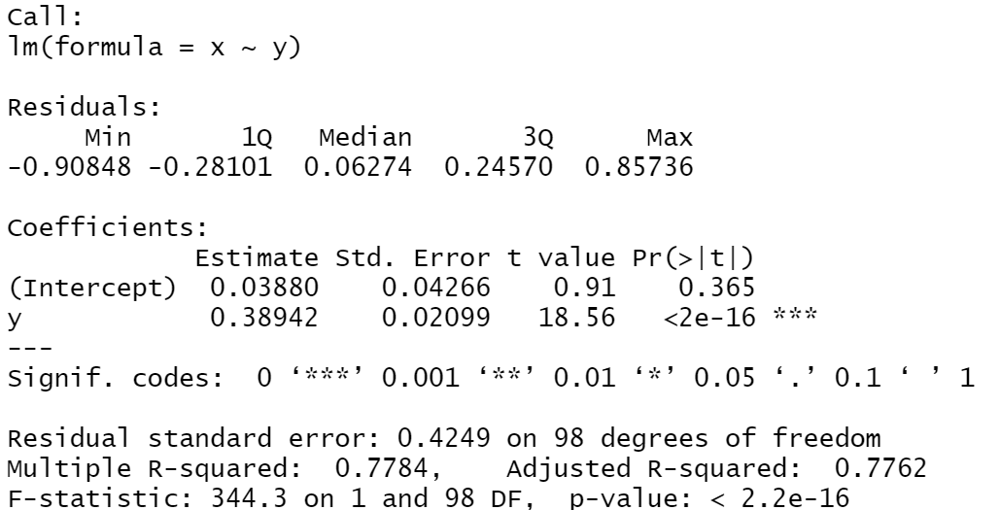 Call:
lm(formula = x ~ y)
Residuals:
Min 1Q Median 3Q Max
-0.90848 -0.28101 0.06274 0.24570 0.85736
Coefficients:
Estimate Std. Error t value Pr(>|t|)
(Intercept) 0.03880 0.04266 0.91 0.365
y 0.38942 0.02099 18.56 <2e-16 ***
---
Signif. codes: 0 ‘***’ 0.001 ‘**’ 0.01 ‘*’ 0.05 ‘.’ 0.1 ‘ ’ 1
Residual standard error: 0.4249 on 98 degrees of freedom
Multiple R-squared: 0.7784, Adjusted R-squared: 0.7762
F-statistic: 344.3 on 1 and 98 DF, p-value: < 2.2e-16